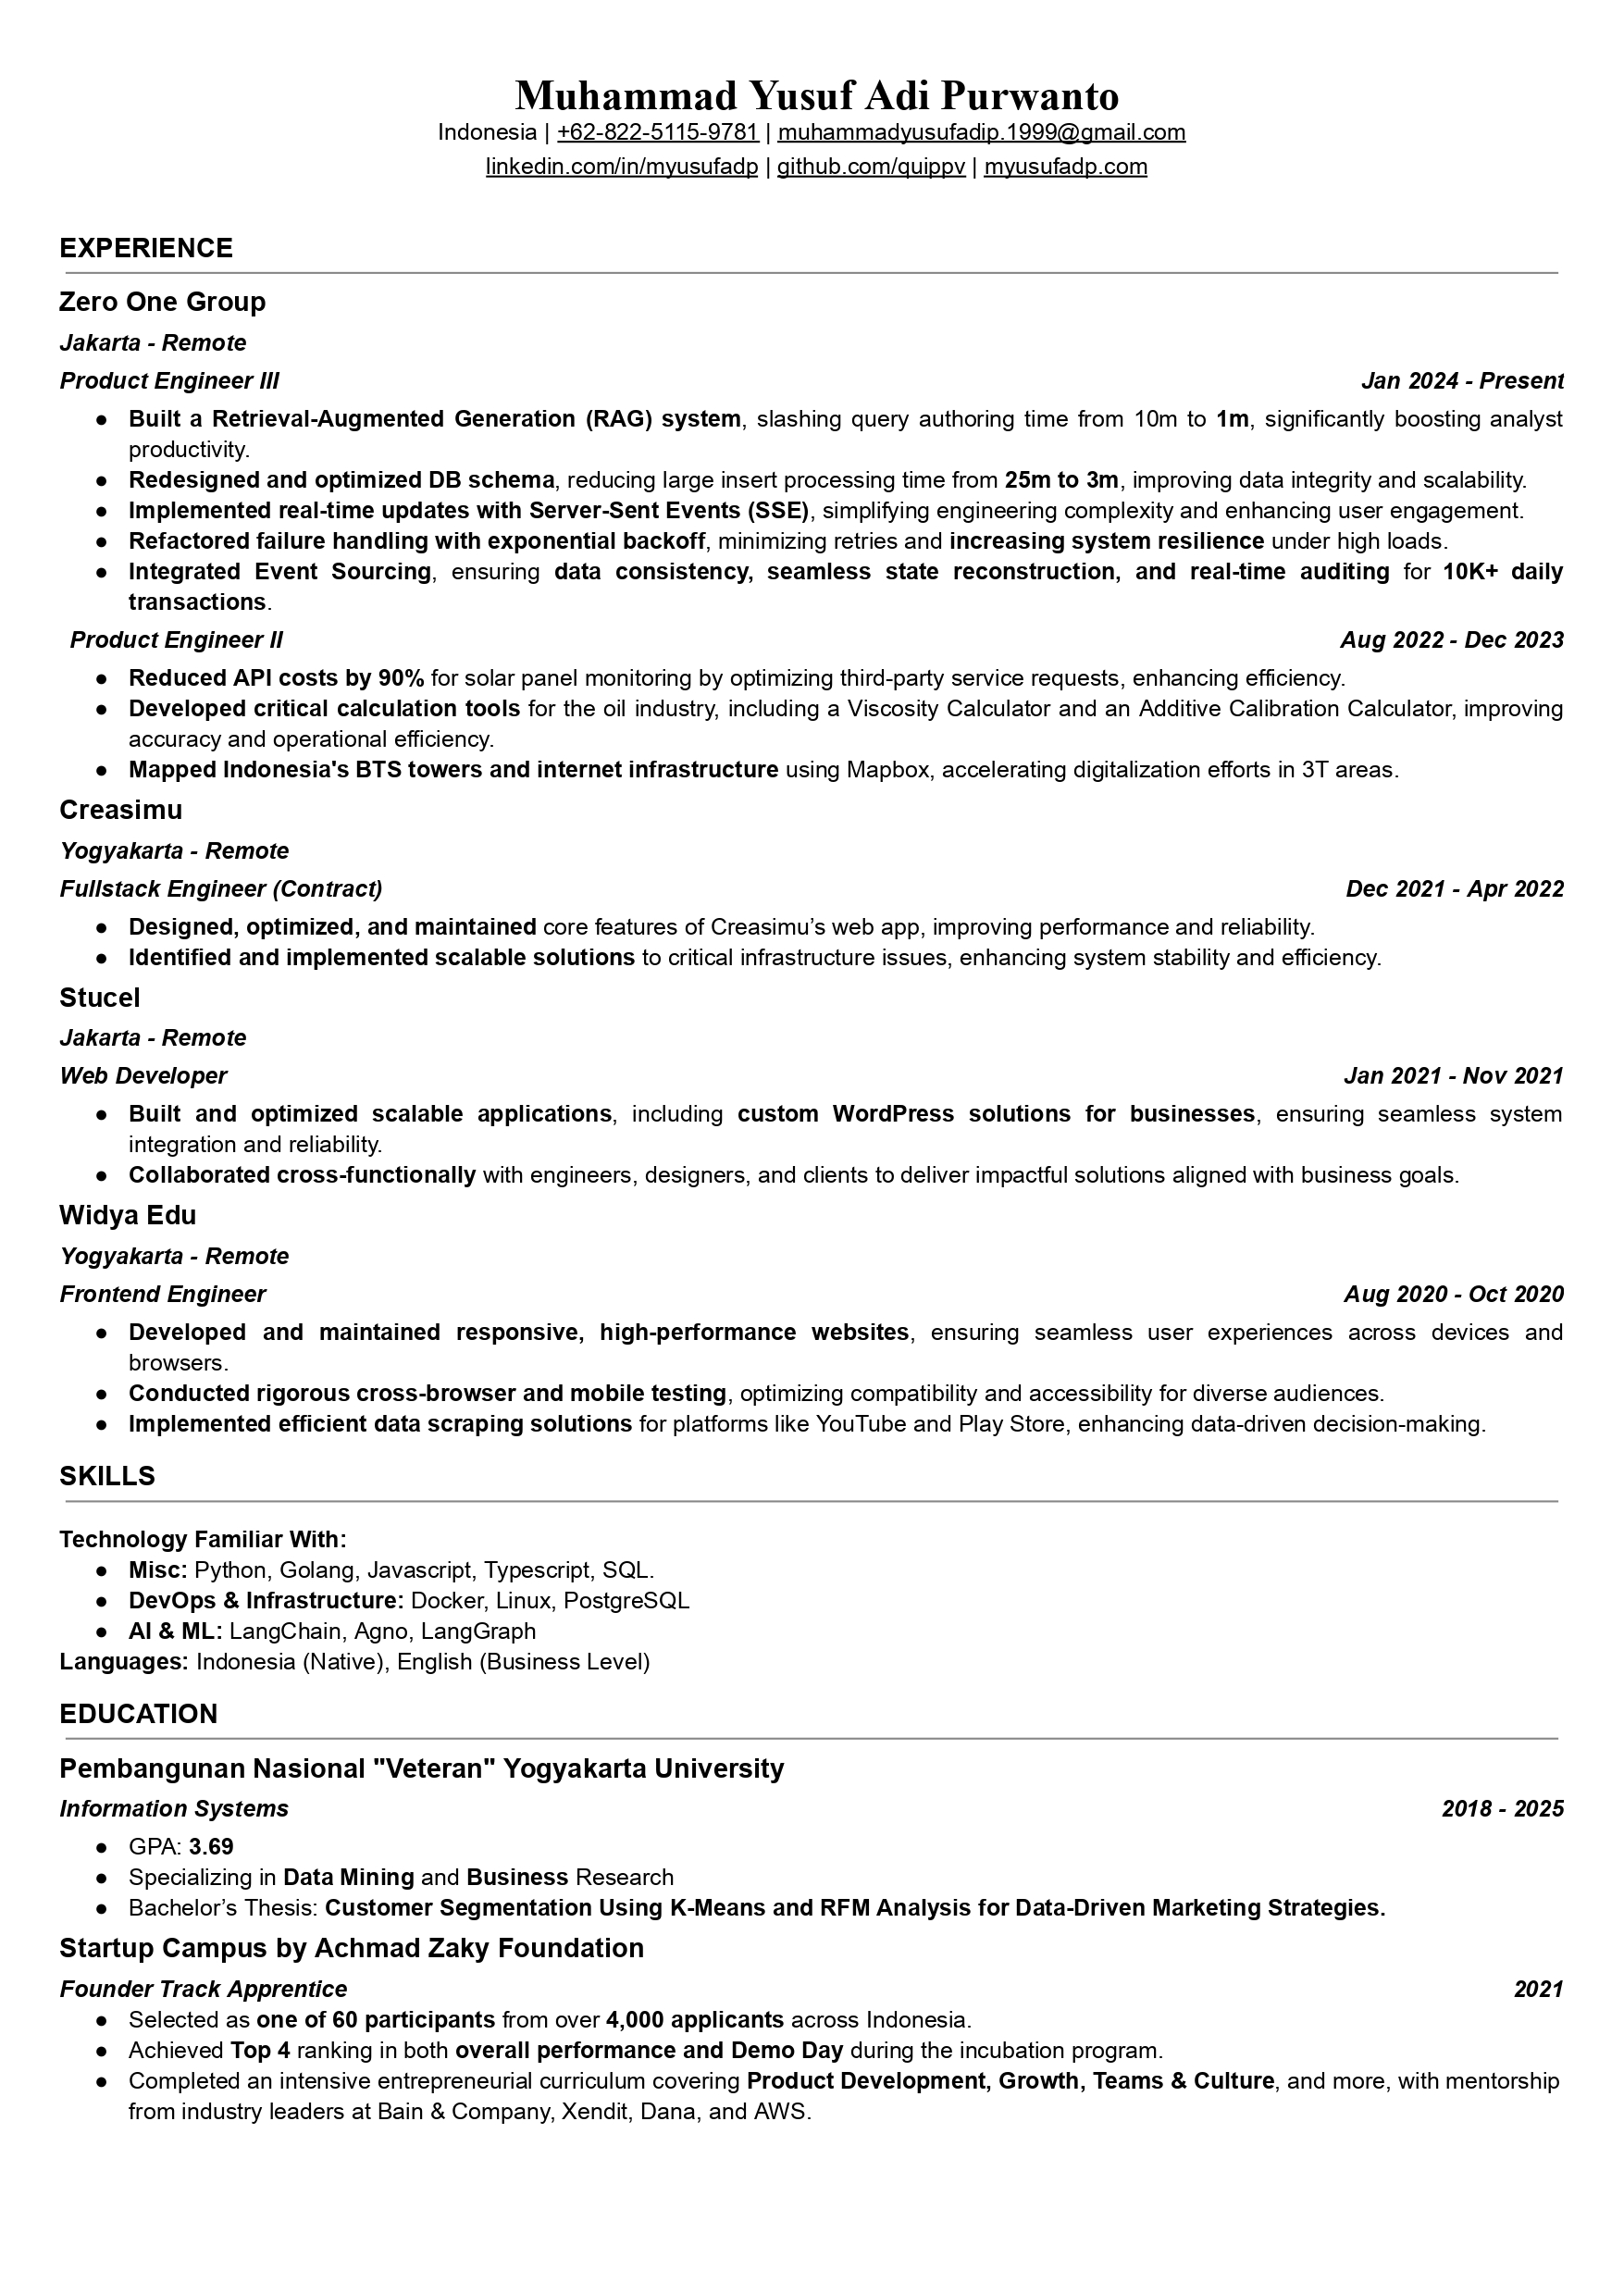 Muhammad Yusuf Adi Purwanto
Indonesia | +62-822-5115-9781 | muhammadyusufadip.1999@gmail.com
linkedin.com/in/myusufadp | github.com/quippv | myusufadp.com
EXPERIENCE
Zero One Group
Jakarta - Remote
Product Engineer III Jan 2024 - Present
● Built a Retrieval-Augmented Generation (RAG) system, slashing query authoring time from 10m to 1m, significantly boosting analyst
productivity.
● Redesigned and optimized DB schema, reducing large insert processing time from 25m to 3m, improving data integrity and scalability.
● Implemented real-time updates with Server-Sent Events (SSE), simplifying engineering complexity and enhancing user engagement.
● Refactored failure handling with exponential backoff, minimizing retries and increasing system resilience under high loads.
● Integrated Event Sourcing, ensuring data consistency, seamless state reconstruction, and real-time auditing for 10K+ daily
transactions.
Product Engineer II Aug 2022 - Dec 2023
● Reduced API costs by 90% for solar panel monitoring by optimizing third-party service requests, enhancing efficiency.
● Developed critical calculation tools for the oil industry, including a Viscosity Calculator and an Additive Calibration Calculator, improving
accuracy and operational efficiency.
● Mapped Indonesia's BTS towers and internet infrastructure using Mapbox, accelerating digitalization efforts in 3T areas.
Creasimu
Yogyakarta - Remote
Fullstack Engineer (Contract) Dec 2021 - Apr 2022
● Designed, optimized, and maintained core features of Creasimu’s web app, improving performance and reliability.
● Identified and implemented scalable solutions to critical infrastructure issues, enhancing system stability and efficiency.
Stucel
Jakarta - Remote
Web Developer Jan 2021 - Nov 2021
● Built and optimized scalable applications, including custom WordPress solutions for businesses, ensuring seamless system
integration and reliability.
● Collaborated cross-functionally with engineers, designers, and clients to deliver impactful solutions aligned with business goals.
Widya Edu
Yogyakarta - Remote
Frontend Engineer Aug 2020 - Oct 2020
● Developed and maintained responsive, high-performance websites, ensuring seamless user experiences across devices and
browsers.
● Conducted rigorous cross-browser and mobile testing, optimizing compatibility and accessibility for diverse audiences.
● Implemented efficient data scraping solutions for platforms like YouTube and Play Store, enhancing data-driven decision-making.
SKILLS
Technology Familiar With:
● Misc: Python, Golang, Javascript, Typescript, SQL.
● DevOps & Infrastructure: Docker, Linux, PostgreSQL
● AI & ML: LangChain, Agno, LangGraph
Languages: Indonesia (Native), English (Business Level)
EDUCATION
Pembangunan Nasional "Veteran" Yogyakarta University
Information Systems 2018 - 2025
● GPA: 3.69
● Specializing in Data Mining and Business Research
● Bachelor’s Thesis: Customer Segmentation Using K-Means and RFM Analysis for Data-Driven Marketing Strategies.
Startup Campus by Achmad Zaky Foundation
Founder Track Apprentice 2021
● Selected as one of 60 participants from over 4,000 applicants across Indonesia.
● Achieved Top 4 ranking in both overall performance and Demo Day during the incubation program.
● Completed an intensive entrepreneurial curriculum covering Product Development, Growth, Teams & Culture, and more, with mentorship
from industry leaders at Bain & Company, Xendit, Dana, and AWS.